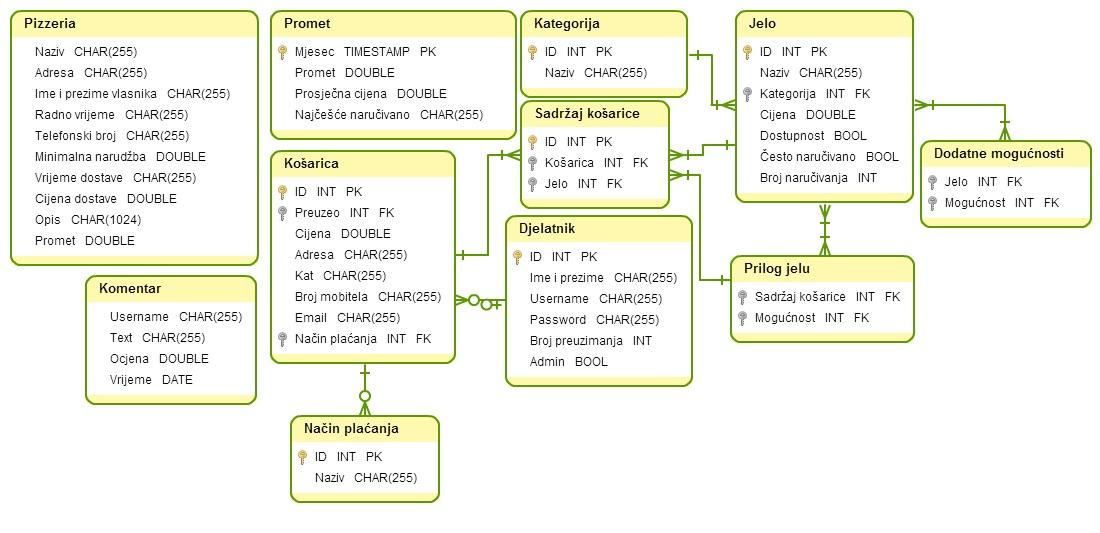 Pizzeria
Naziv CHAR(255)
Adresa CHAR(255)
Ime i prezime vlasnika CHAR(255)
Radno vrijeme CHAR(255)
Telefonski broj CHAR(255)
Minimalna narudžba DOUBLE
Vrijeme dostave CHAR(255)
Cijena dostave DOUBLE
Opis CHAR(1024)
Promet DOUBLE
Promet
Mjesec TIMESTAMP PK
Promet DOUBLE
Prosječna cijena DOUBLE
Najčešće naručivano CHAR(255)
Kategorija
ID INT PK
Naziv CHAR(255)
Jelo
ID INT PK
Naziv CHAR(255)
Kategorija INT FK
Cijena DOUBLE
Dostupnost BOOL
Često naručivano BOOL
Broj naručivanja INT
Sadržaj košarice
ID INT PK
Košarica INT FK
Jelo INT FK
Dodatne mogućnosti
Jelo INT FK
Mogućnost INT FK
Košarica
ID INT PK
Preuzeo INT FK
Cijena DOUBLE
Adresa CHAR(255)
Kat CHAR(255)
Broj mobitela CHAR(255)
Email CHAR(255)
Način plaćanja INT FK
Djelatnik
ID INT PK
Ime i prezime CHAR(255)
Username CHAR(255)
Password CHAR(255)
Broj preuzimanja INT
Admin BOOL
Prilog jelu
Sadržaj košarice INT FK
Mogućnost INT FK
Komentar
Username CHAR(255)
Text CHAR(255)
Ocjena DOUBLE
Vrijeme DATE
Način plaćanja
ID INT PK
Naziv CHAR(255)